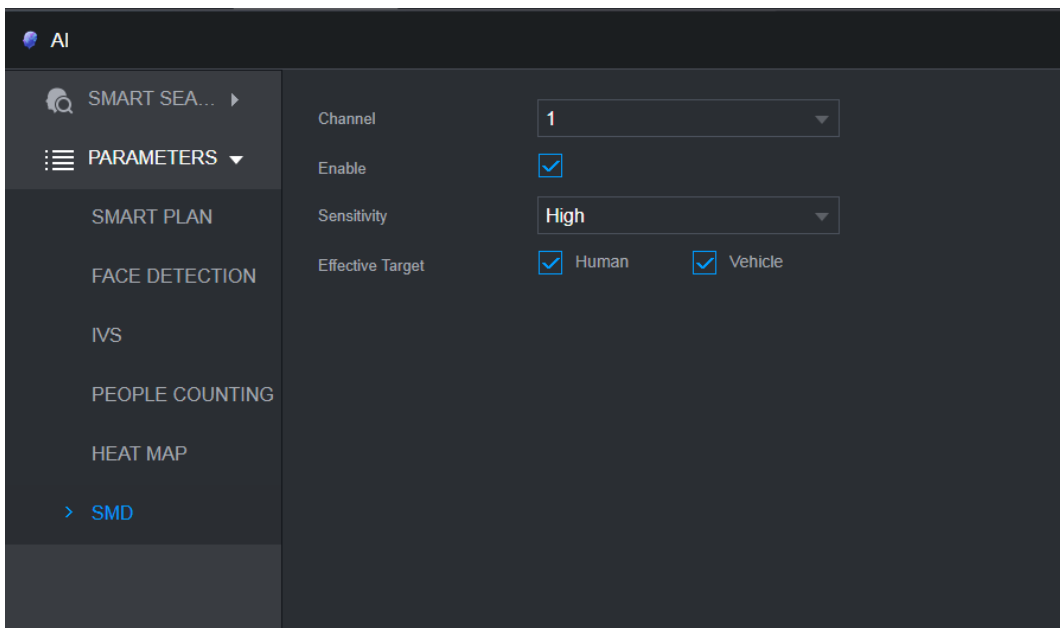 AI
SMART SEA...
PARAMETERS
SMART PLAN
FACE DETECTION
IVS
PEOPLE COUNTING
HEAT MAP
SMD
Channel 1
Enable
Sensitivity High
Effective Target Human Vehicle